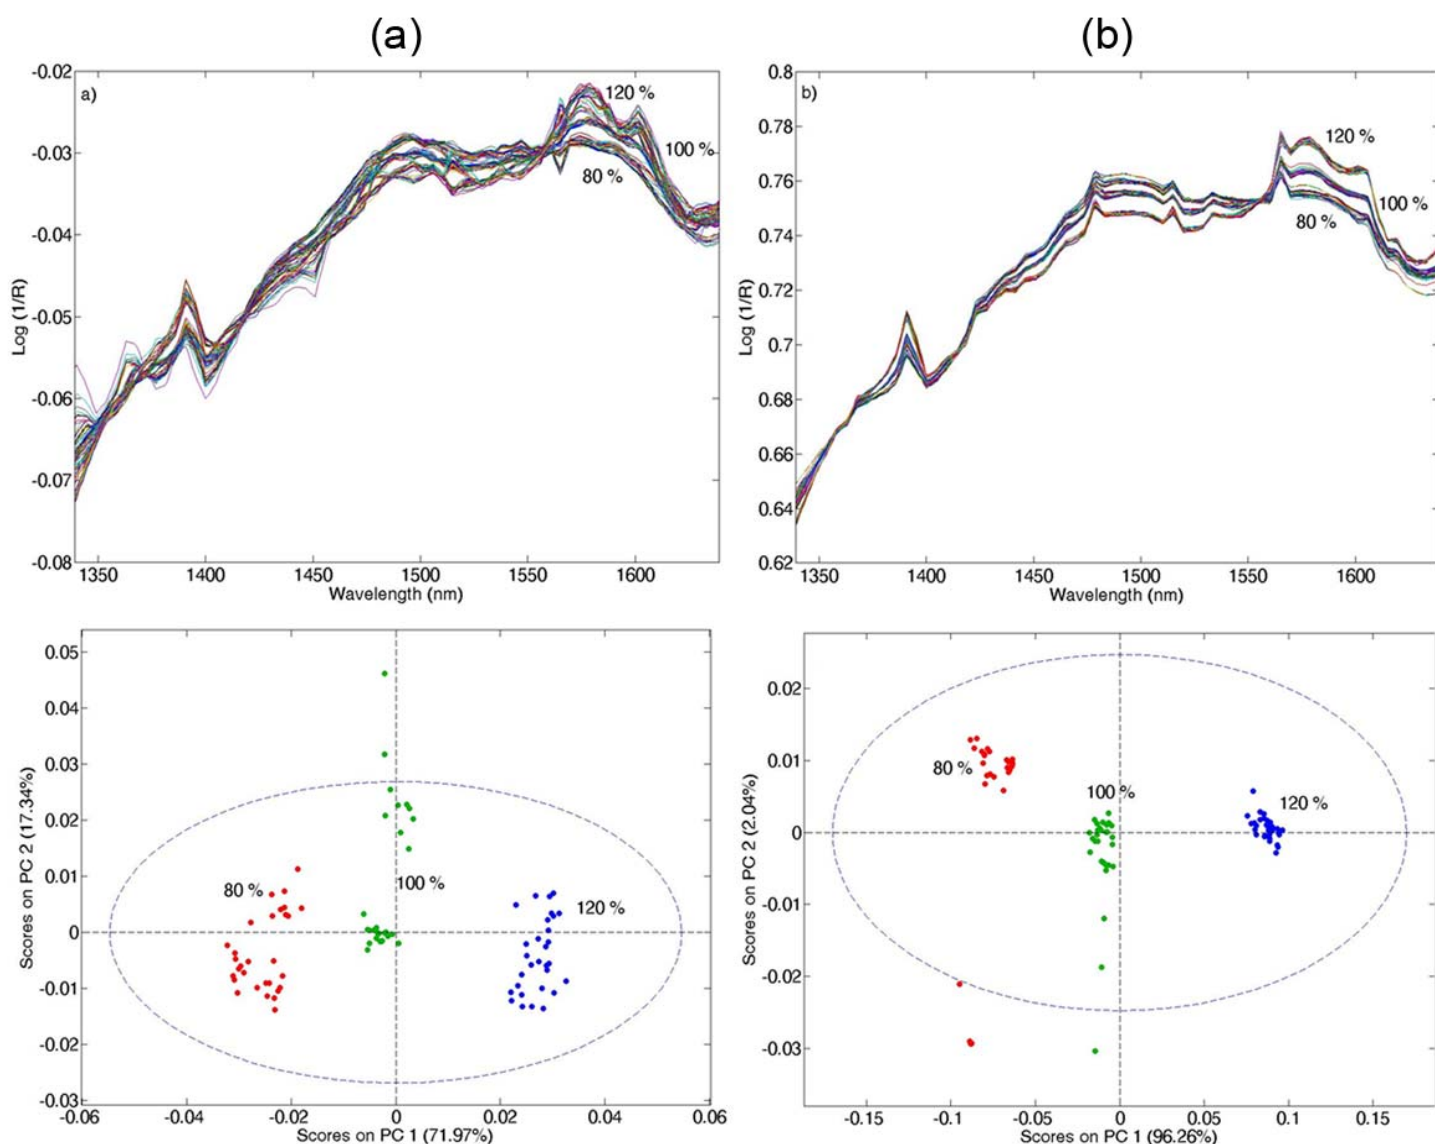 (a) (b)
a)
-0.02
-0.03
-0.04
-0.05
-0.06
-0.07
-0.08
Log (1/R)
120 %
100 %
80 %
1350 1400 1450 1500 1550 1600
Wavelength (nm)
b)
0.8
0.78
0.76
0.74
0.72
0.7
0.68
0.66
0.64
0.62
Log (1/R)
120 %
100 %
80 %
1350 1400 1450 1500 1550 1600
Wavelength (nm)
0.05
0.04
0.03
0.02
0.01
0
-0.01
-0.02
-0.03
Scores on PC 2 (17.34%)
80 %
100 %
120 %
-0.06 -0.04 -0.02 0 0.02 0.04 0.06
Scores on PC 1 (71.97%)
0.02
0.01
0
-0.01
-0.02
-0.03
Scores on PC 2 (2.04%)
80 %
100 %
120 %
-0.15 -0.1 -0.05 0 0.05 0.1 0.15
Scores on PC 1 (96.26%)